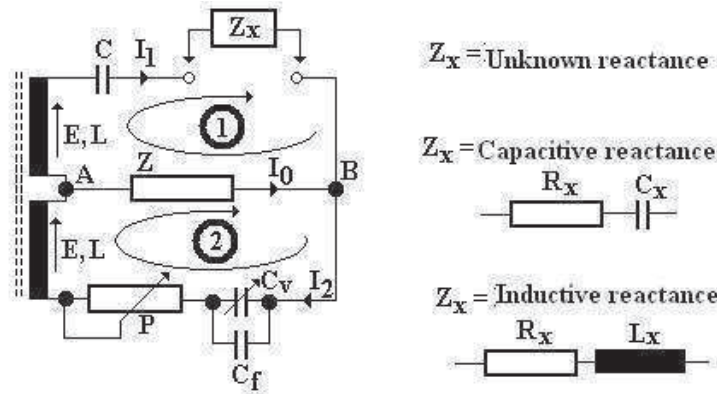 Zx
C
I1
E, L
1
A
Z
I0
B
E, L
2
P
Cv
I2
Cf
Zx = Unknown reactance
Zx = Capacitive reactance
Rx
Cx
Zx = Inductive reactance
Rx
Lx